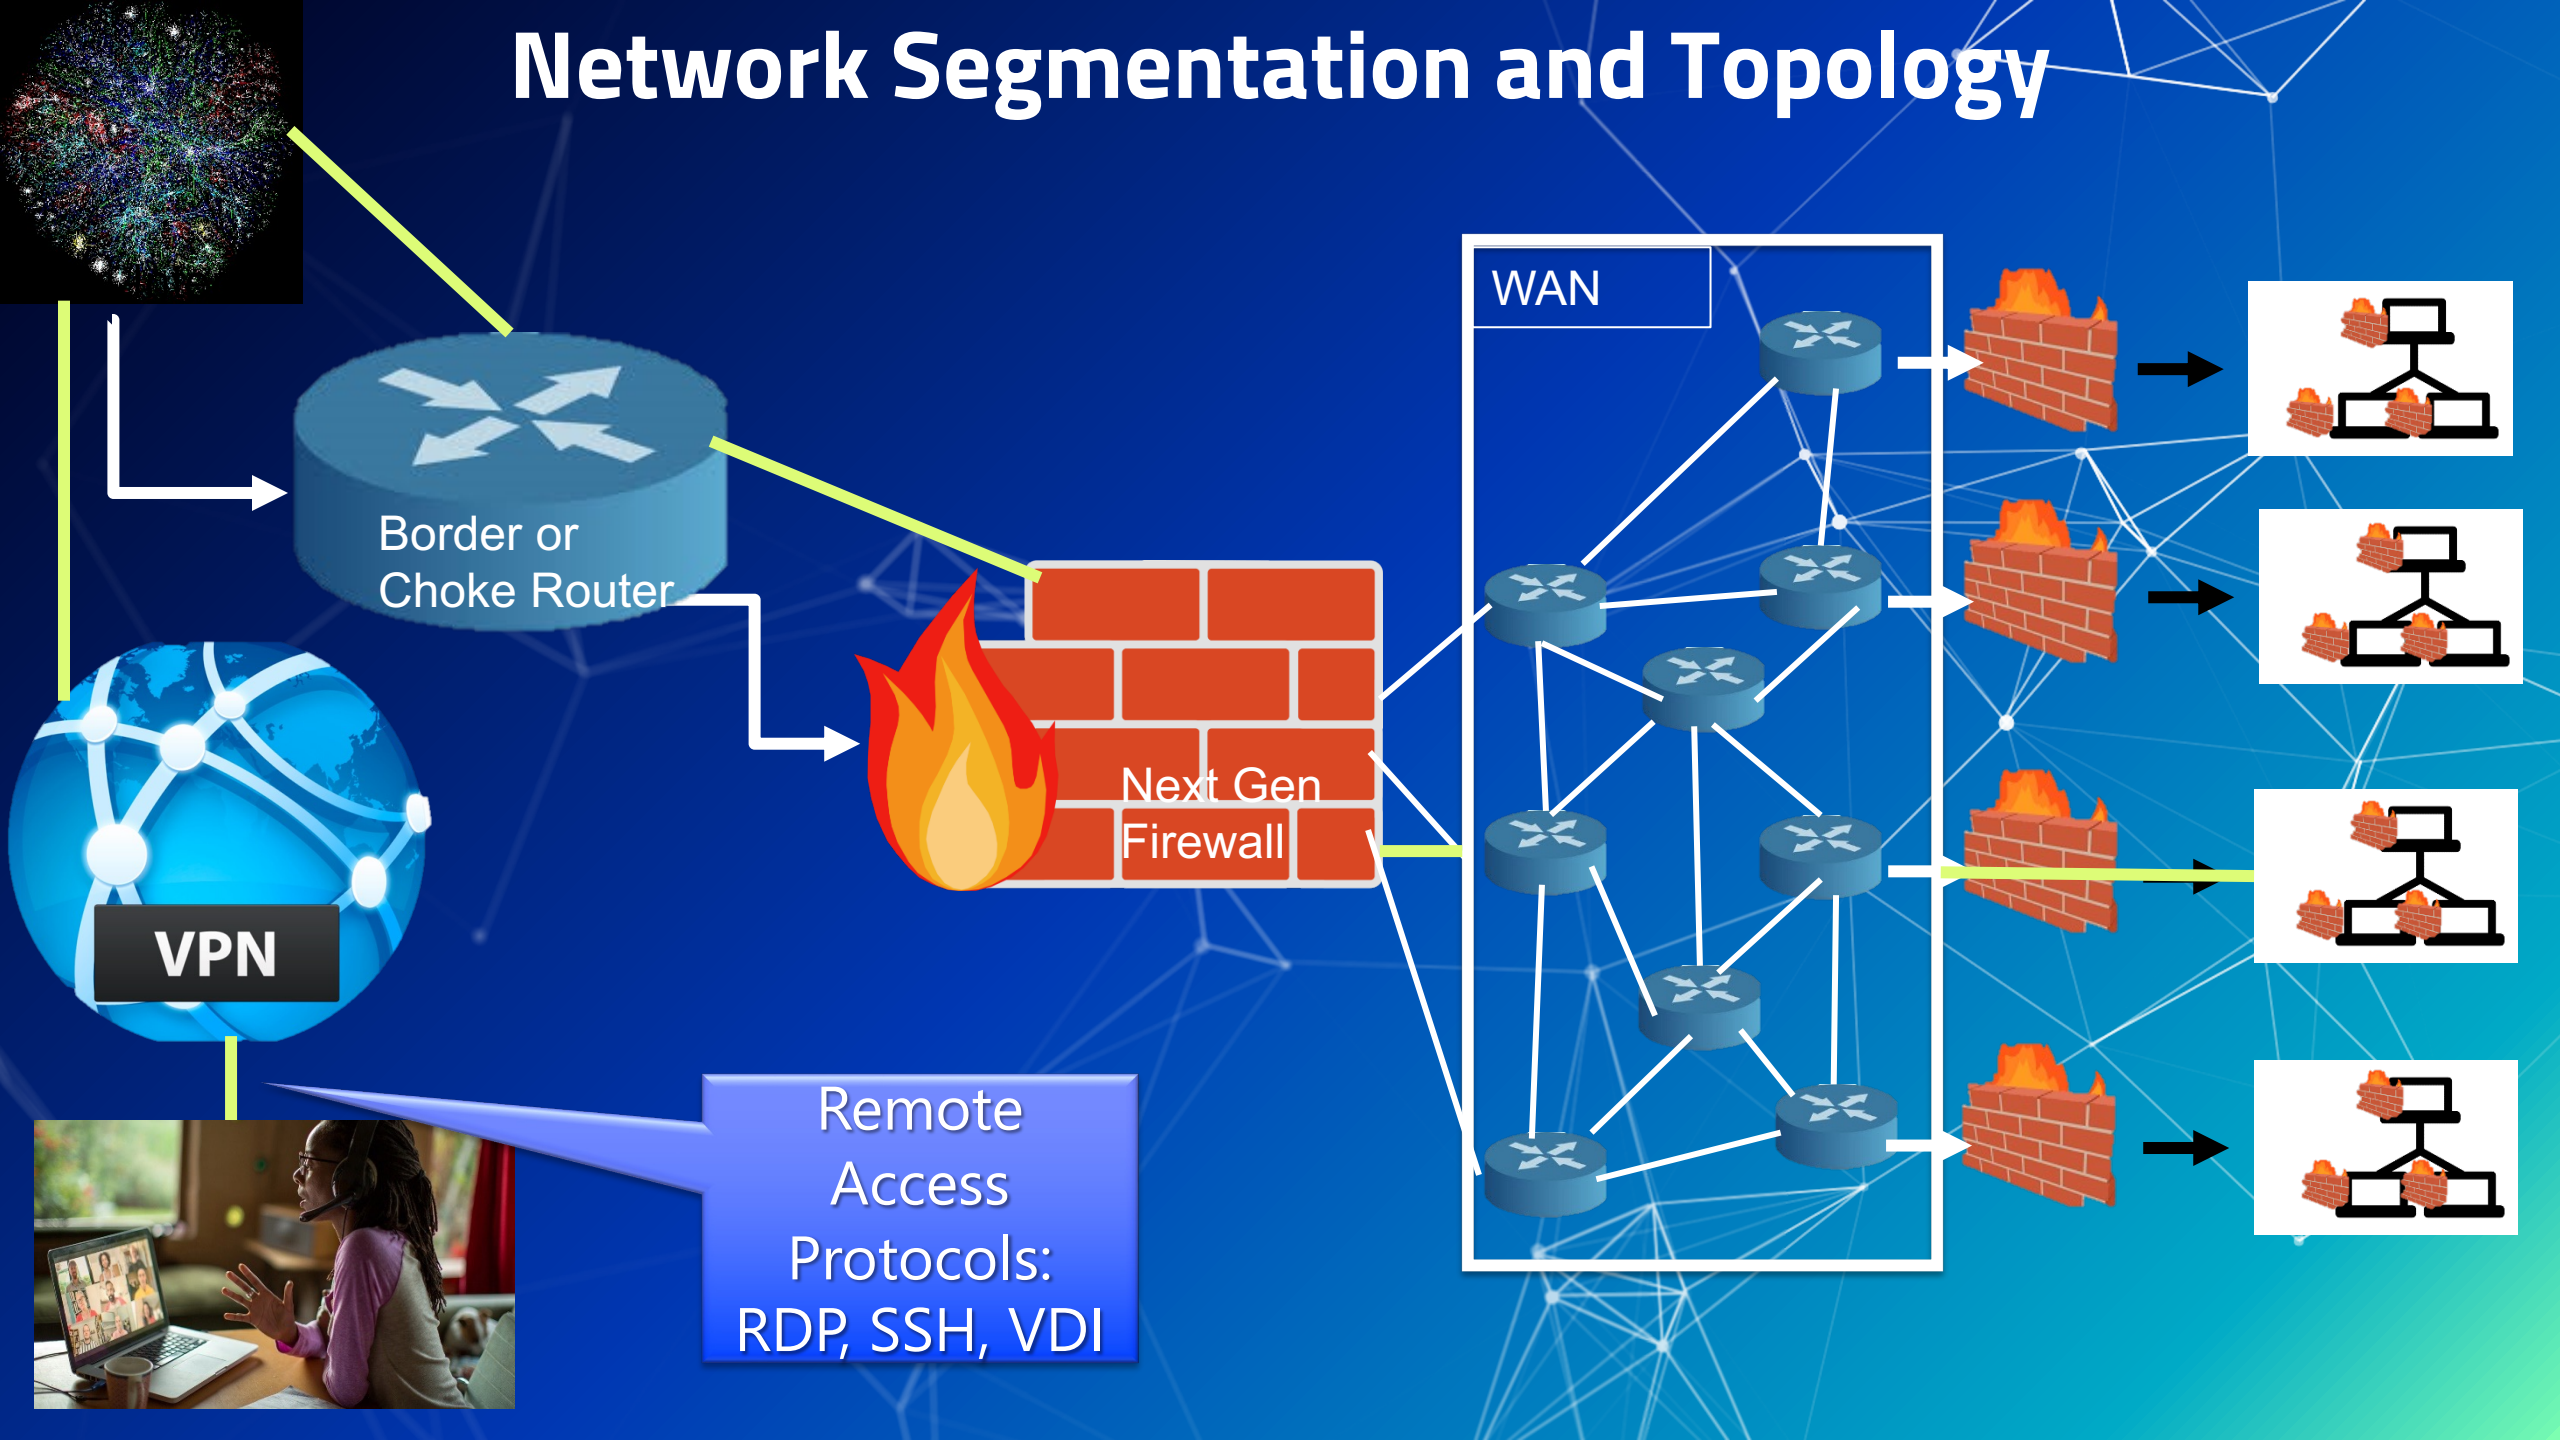 Network Segmentation and Topology
WAN
Border or
Choke Router
Next Gen
Firewall
VPN
Remote
Access
Protocols:
RDP, SSH, VDI